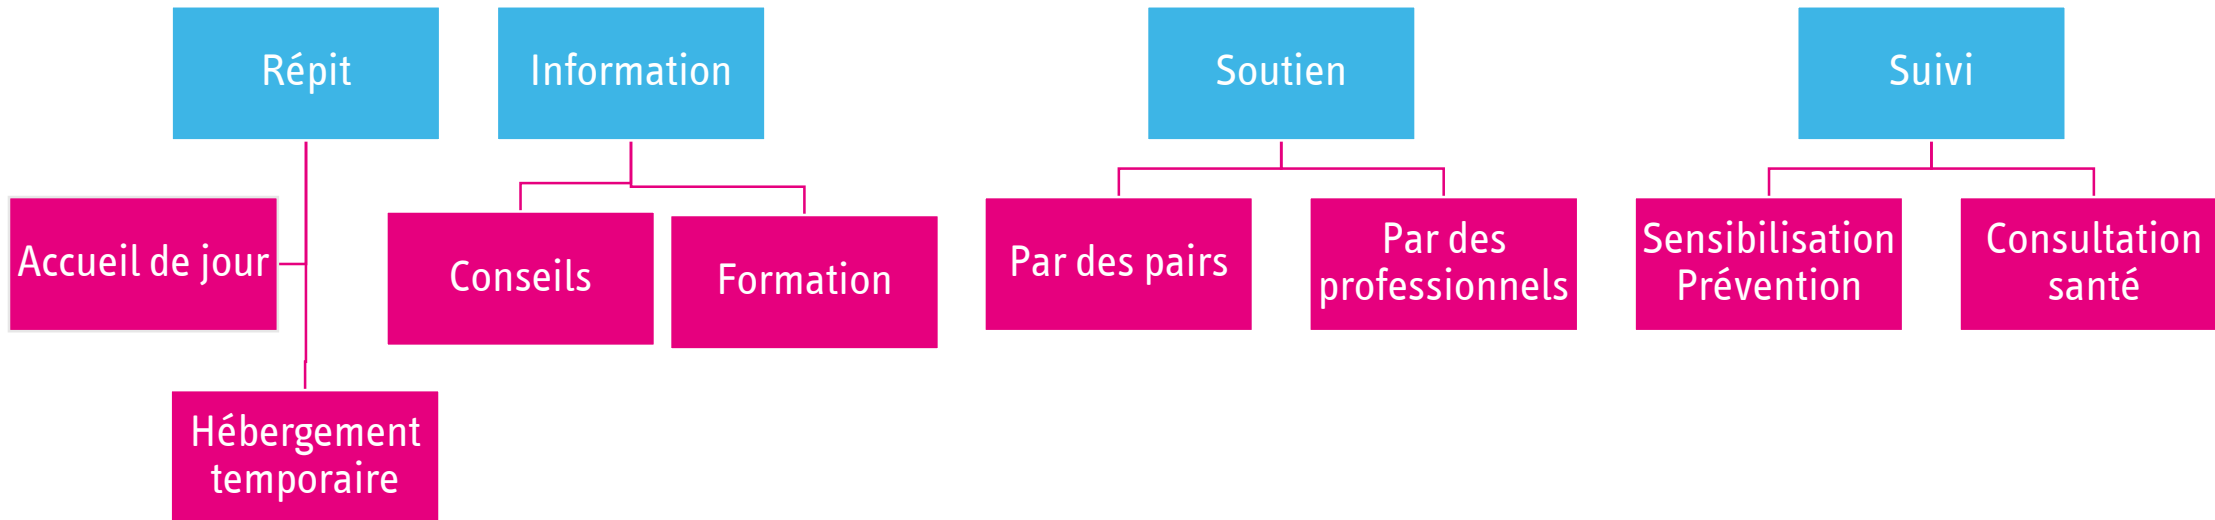 Répit
Information
Soutien
Suivi
Accueil de jour
Conseils
Formation
Par des pairs
Par des
professionnels
Sensibilisation
Prévention
Consultation
santé
Hébergement
temporaire